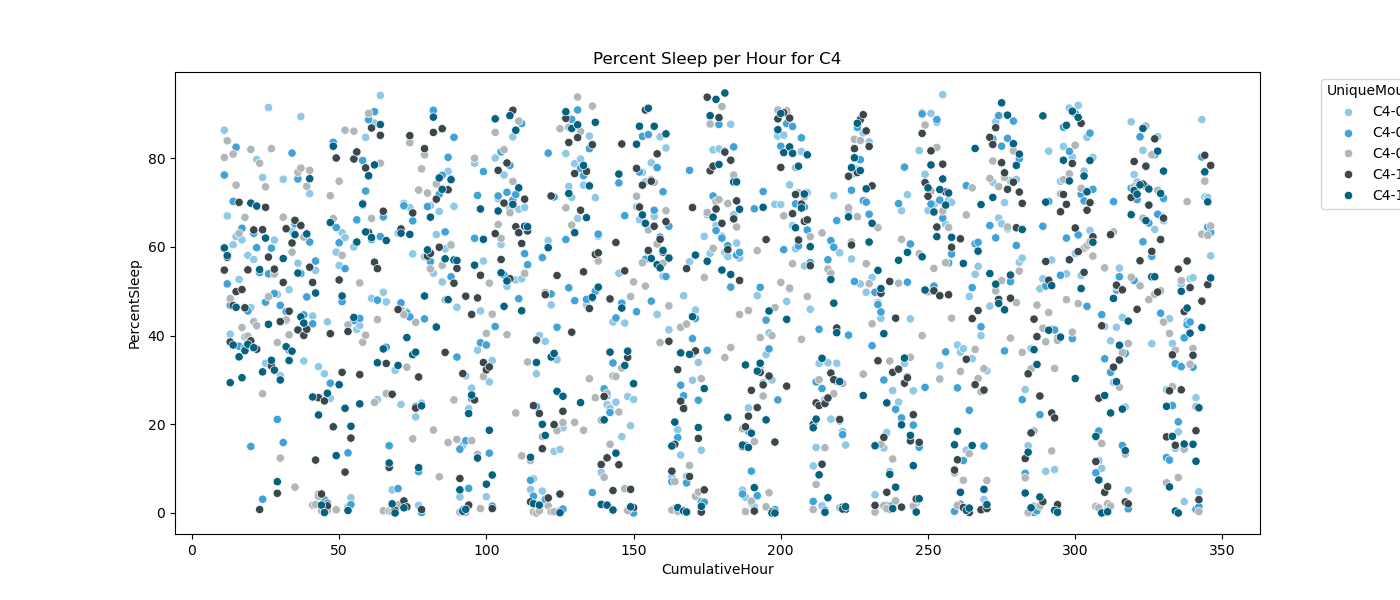 Percent Sleep per Hour for C4
PercentSleep
80
60
40
20
0
0 50 100 150 200 250 300 350
CumulativeHour
UniqueMou
C4-0
C4-0
C4-0
C4-1
C4-1